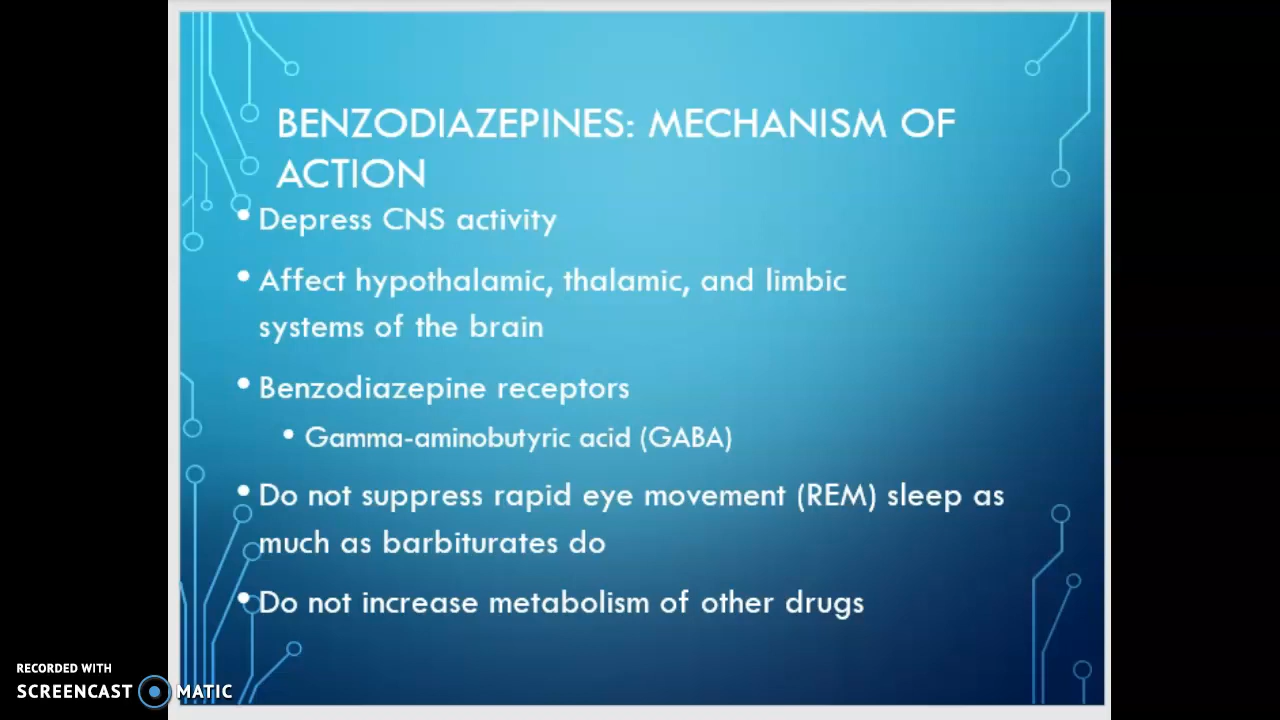 BENZODIAZEPINES: MECHANISM OF
ACTION
• Depress CNS activity
• Affect hypothalamic, thalamic, and limbic
systems of the brain
• Benzodiazepine receptors
• Gamma-aminobutyric acid (GABA)
• Do not suppress rapid eye movement (REM) sleep as
much as barbiturates do
• Do not increase metabolism of other drugs
RECORDED WITH
SCREENCAST MATIC